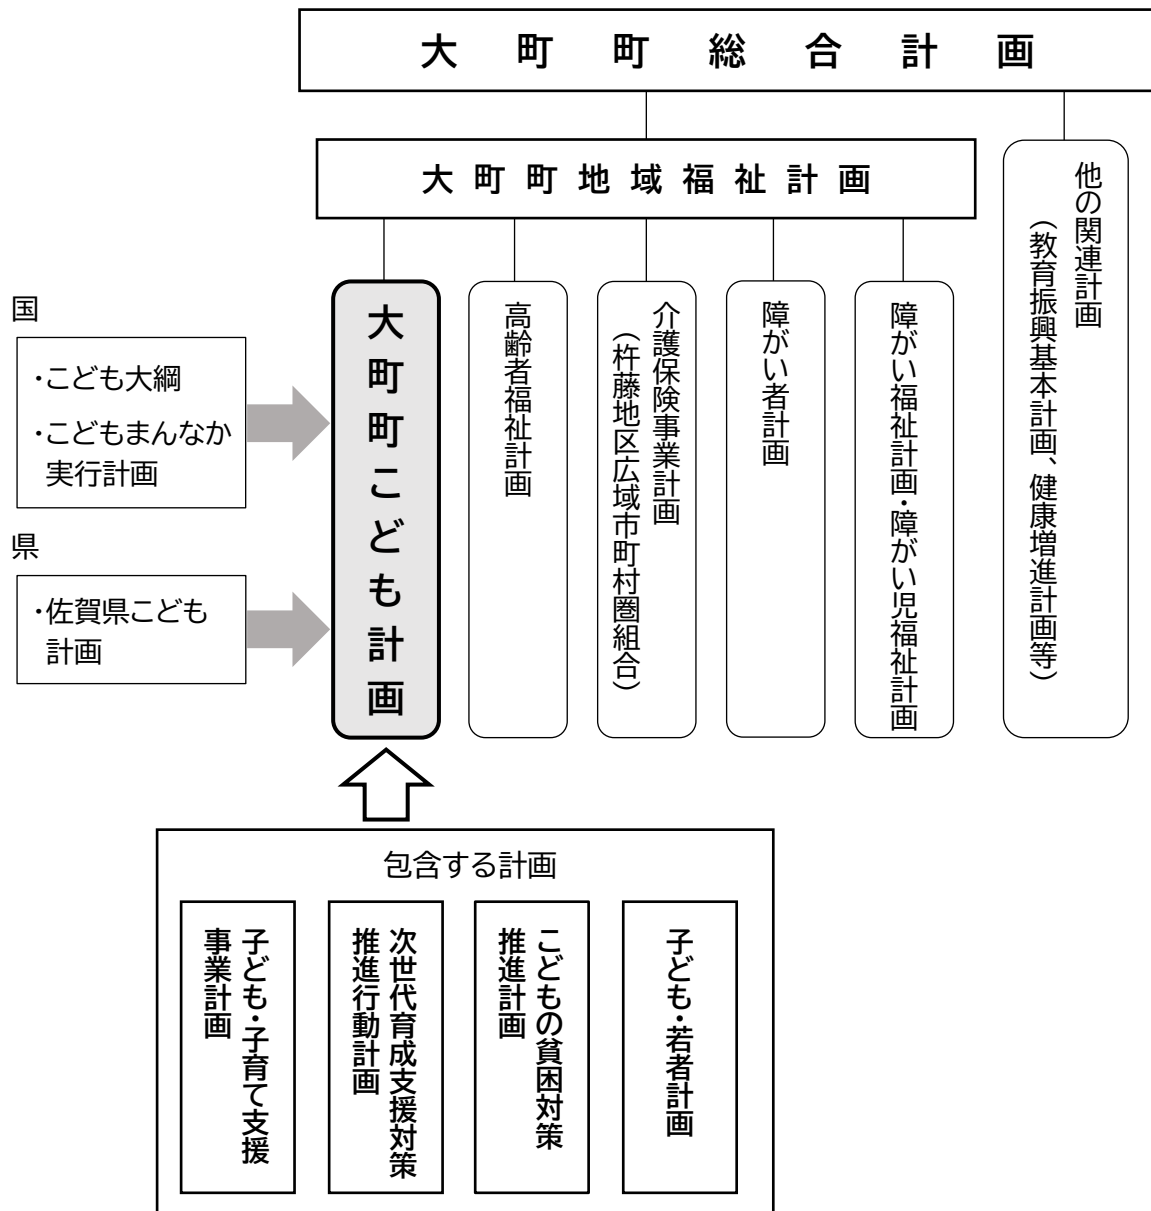 大町町総合計画
大町町地域福祉計画
他の関連計画
（教育振興基本計画、健康増進計画等）
国
・こども大綱
・こどもまんなか
実行計画
県
・佐賀県こども
計画
大町町こども計画
高齢者福祉計画
介護保険事業計画
（杵藤地区広域市町村圏組合）
障がい者計画
障がい福祉計画・障がい児福祉計画
包含する計画
子ども・子育て支援
事業計画
次世代育成支援対策
推進行動計画
こどもの貧困対策
推進計画
子ども・若者計画